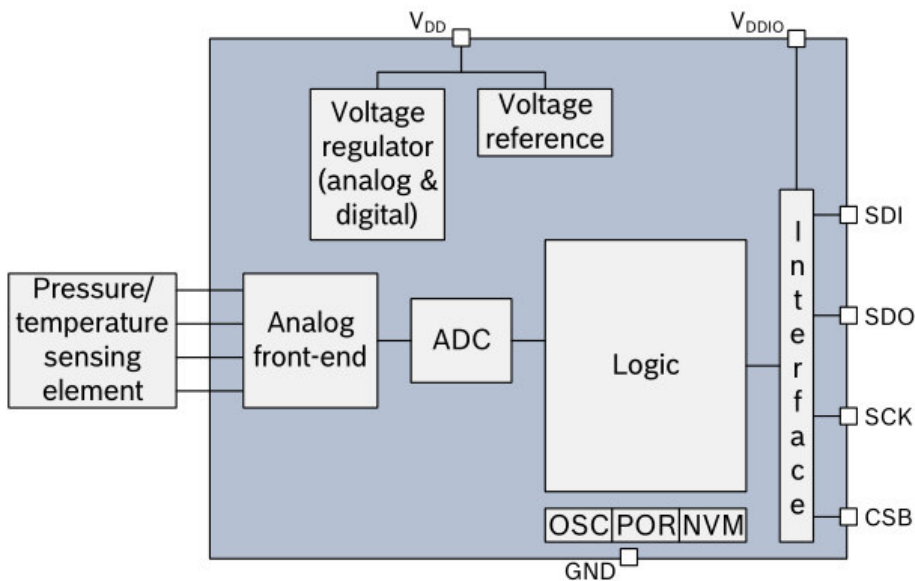 VDD
VDDIO
Voltage
regulator
(analog &
digital)
Voltage
reference
Pressure/
temperature
sensing
element
Analog
front-end
ADC
Logic
Interface
SDI
SDO
SCK
CSB
OSC POR NVM
GND